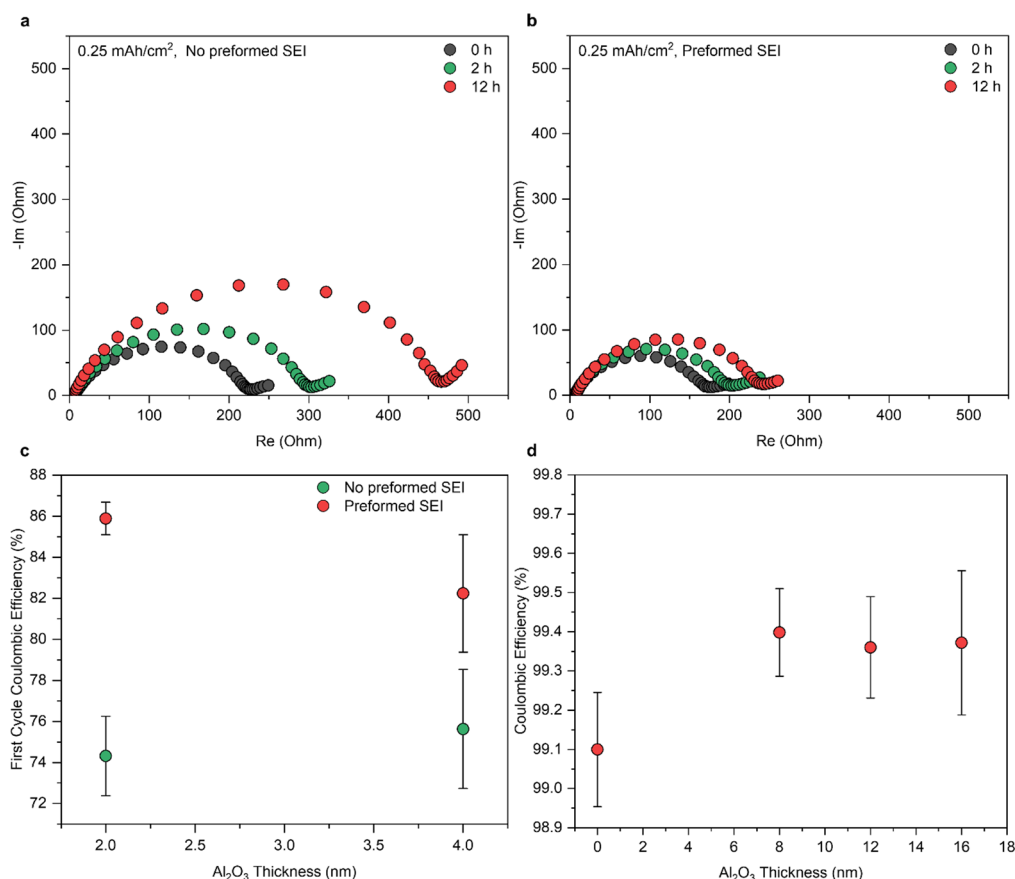 a
0.25 mAh/cm², No preformed SEI
0 h
2 h
12 h
500
400
300
200
100
0
0 100 200 300 400 500
-Im (Ohm)
Re (Ohm)
b
0.25 mAh/cm², Preformed SEI
0 h
2 h
12 h
500
400
300
200
100
0
0 100 200 300 400 500
-Im (Ohm)
Re (Ohm)
c
No preformed SEI
Preformed SEI
88
86
84
82
80
78
76
74
72
2.0 2.5 3.0 3.5 4.0
First Cycle Coulombic Efficiency (%)
Al₂O₃ Thickness (nm)
d
99.8
99.7
99.6
99.5
99.4
99.3
99.2
99.1
99.0
98.9
0 2 4 6 8 10 12 14 16 18
Coulombic Efficiency (%)
Al₂O₃ Thickness (nm)